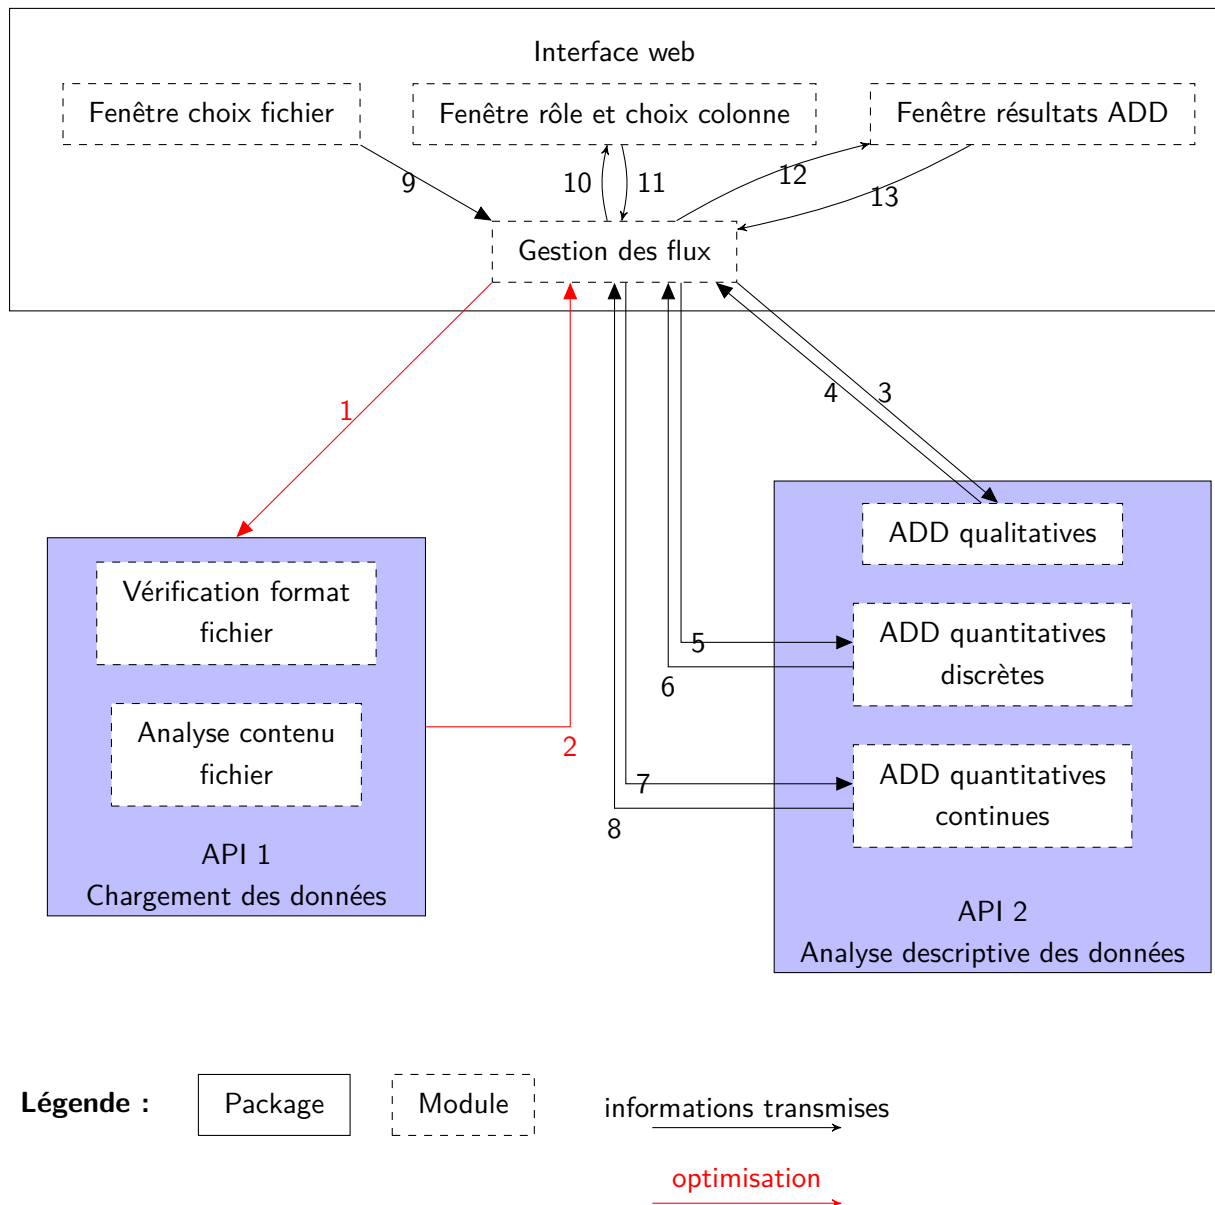 Interface web
Fenêtre choix fichier
Fenêtre rôle et choix colonne
Fenêtre résultats ADD
9
10
11
12
13
Gestion des flux
1
4
3
ADD qualitatives
Vérification format
fichier
ADD quantitatives
discrètes
5
6
Analyse contenu
fichier
2
ADD quantitatives
continues
7
8
API 1
Chargement des données
API 2
Analyse descriptive des données
Légende :
Package
Module
informations transmises
optimisation